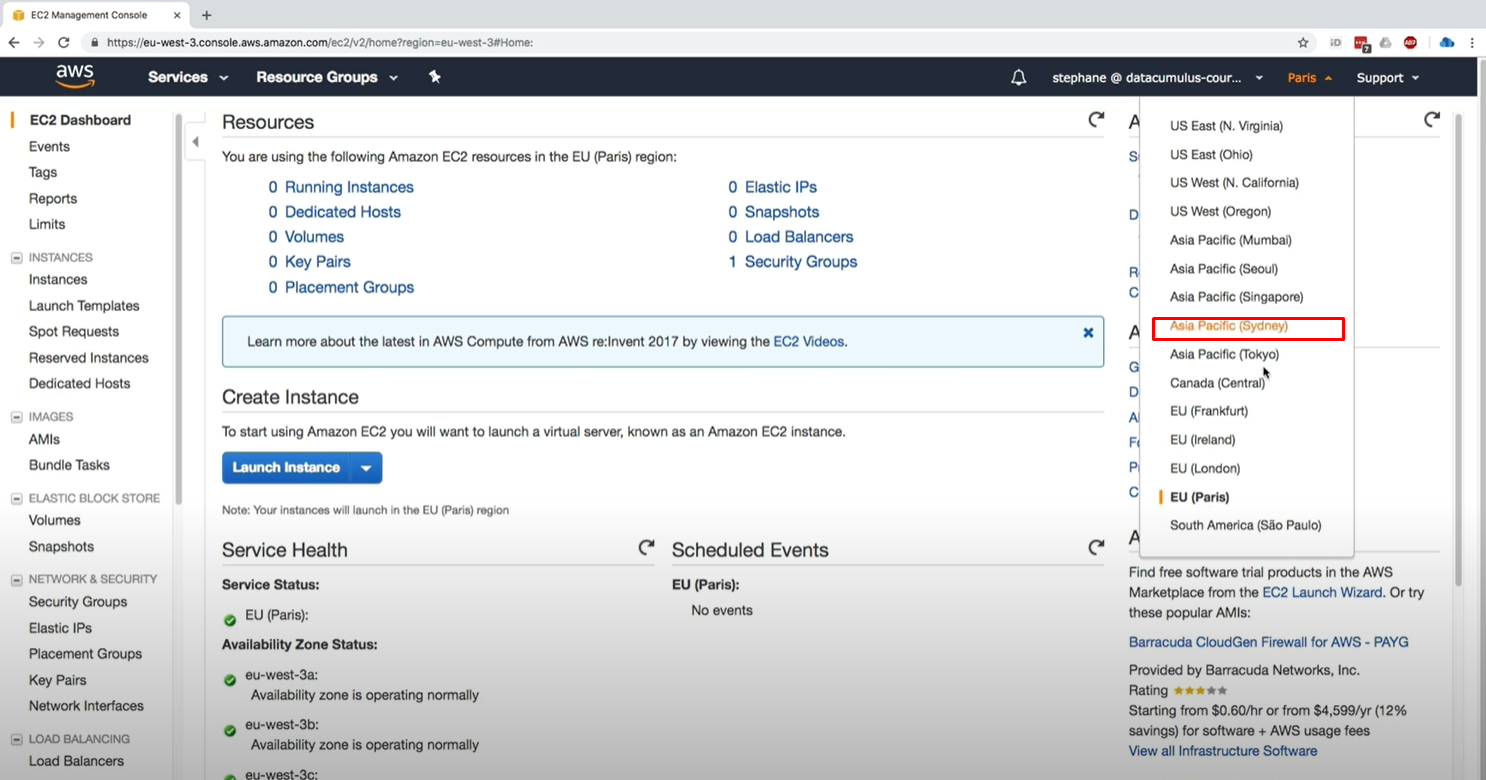 EC2 Management Console
https://eu-west-3.console.aws.amazon.com/ec2/v2/home?region=eu-west-3#Home:
iD
7
ABP
aws
Services
Resource Groups
stephane @ datacumulus-cour...
Paris
Support
EC2 Dashboard
Events
Tags
Reports
Limits
INSTANCES
Instances
Launch Templates
Spot Requests
Reserved Instances
Dedicated Hosts
IMAGES
AMIs
Bundle Tasks
ELASTIC BLOCK STORE
Volumes
Snapshots
NETWORK & SECURITY
Security Groups
Elastic IPs
Placement Groups
Key Pairs
Network Interfaces
LOAD BALANCING
Load Balancers
Resources
You are using the following Amazon EC2 resources in the EU (Paris) region:
0 Running Instances
0 Dedicated Hosts
0 Volumes
0 Key Pairs
0 Placement Groups
0 Elastic IPs
0 Snapshots
0 Load Balancers
1 Security Groups
Learn more about the latest in AWS Compute from AWS re:Invent 2017 by viewing the EC2 Videos.
Create Instance
To start using Amazon EC2 you will want to launch a virtual server, known as an Amazon EC2 instance.
Launch Instance
Note: Your instances will launch in the EU (Paris) region
Service Health
Service Status:
EU (Paris):
Availability Zone Status:
eu-west-3a:
Availability zone is operating normally
eu-west-3b:
Availability zone is operating normally
eu-west-3c:
Scheduled Events
EU (Paris):
No events
US East (N. Virginia)
US East (Ohio)
US West (N. California)
US West (Oregon)
Asia Pacific (Mumbai)
Asia Pacific (Seoul)
Asia Pacific (Singapore)
Asia Pacific (Sydney)
Asia Pacific (Tokyo)
Canada (Central)
EU (Frankfurt)
EU (Ireland)
EU (London)
EU (Paris)
South America (São Paulo)
Find free software trial products in the AWS
Marketplace from the EC2 Launch Wizard. Or try
these popular AMIs:
Barracuda CloudGen Firewall for AWS - PAYG
Provided by Barracuda Networks, Inc.
Rating
Starting from $0.60/hr or from $4,599/yr (12%
savings) for software + AWS usage fees
View all Infrastructure Software